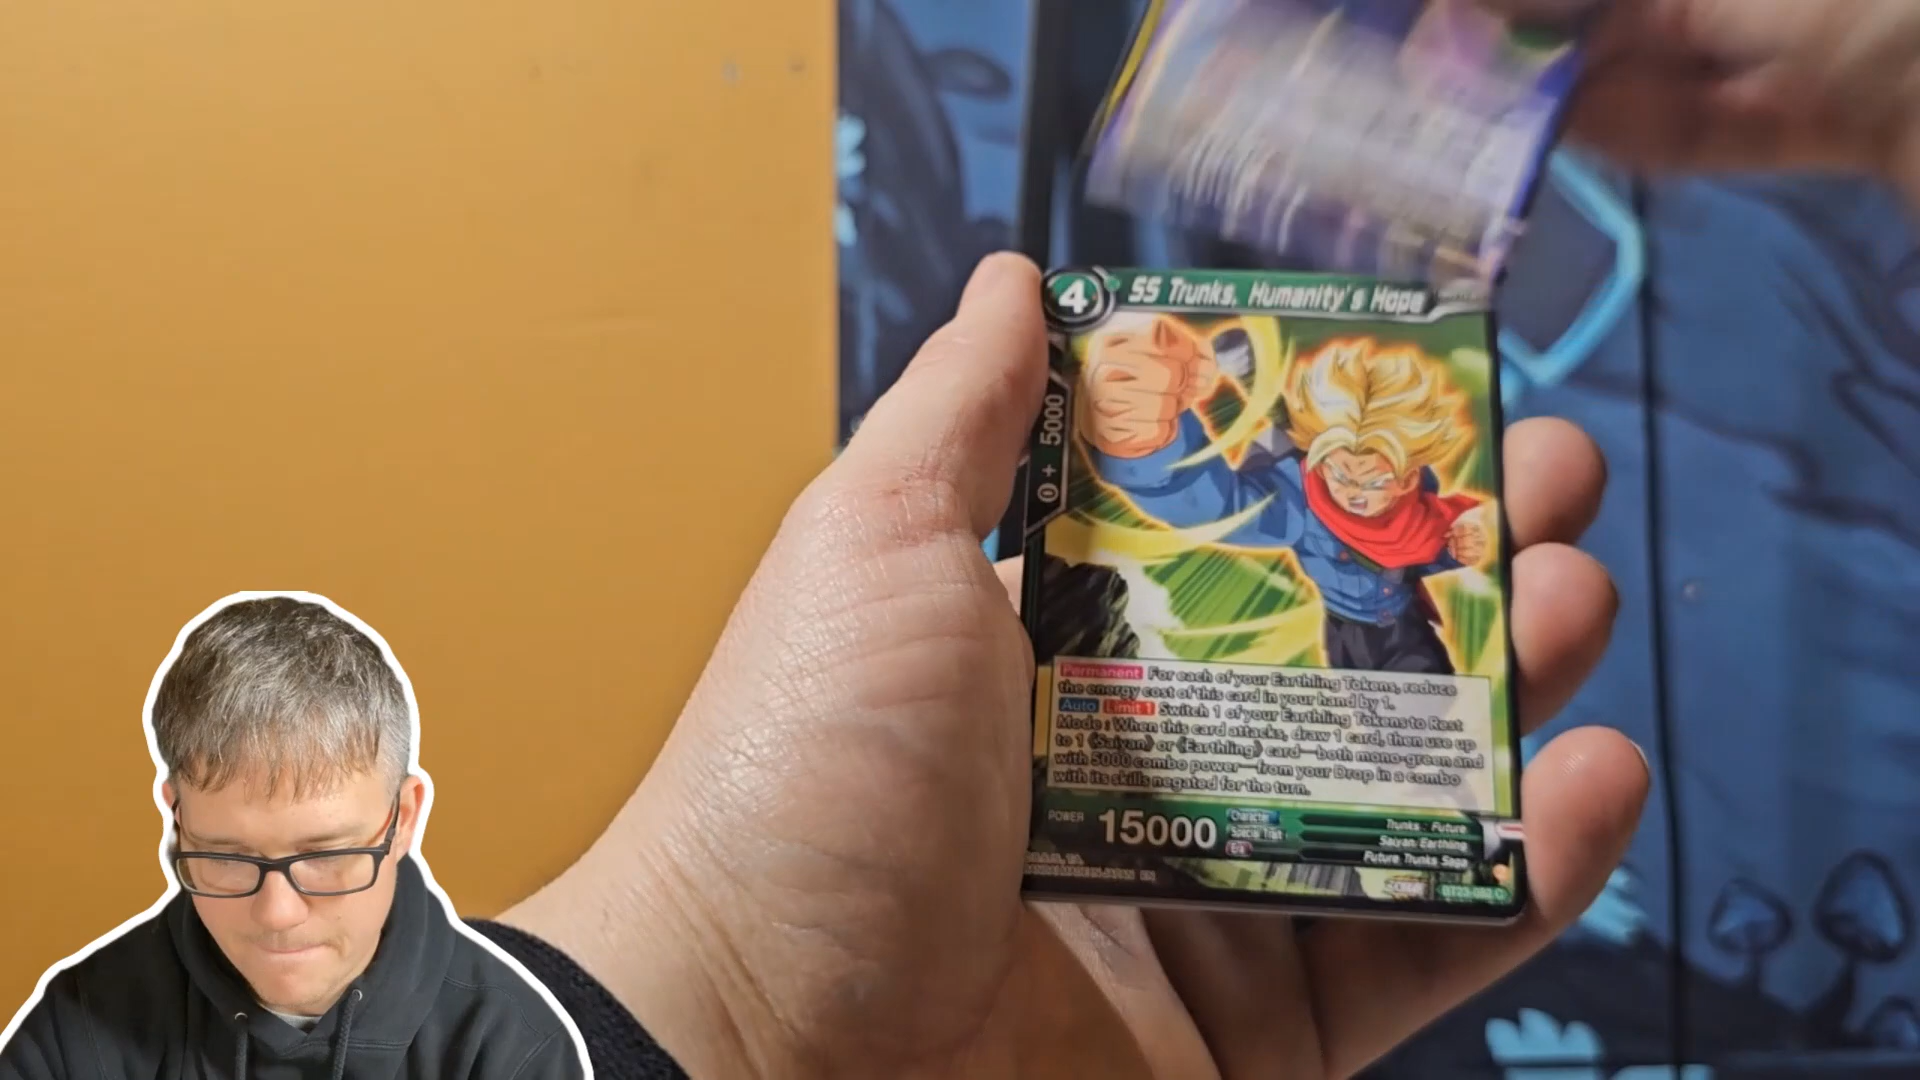 4
SS Trunks, Humanity's Hope
0 + 5000
Permanent For each of your Earthling Tokens, reduce
the energy cost of this card in your hand by 1.
Auto Limit 1 Switch 1 of your Earthling Tokens to Rest
Mode : When this card attacks, draw 1 card, then use up
to 1 《Saiyan》 or 《Earthling》 card—both mono-green and
with 5000 combo power—from your Drop in a combo
with its skills negated for the turn.
POWER 15000
Character Trunks : Future
Special Trait Saiyan/Earthling
Era Future Trunks Saga